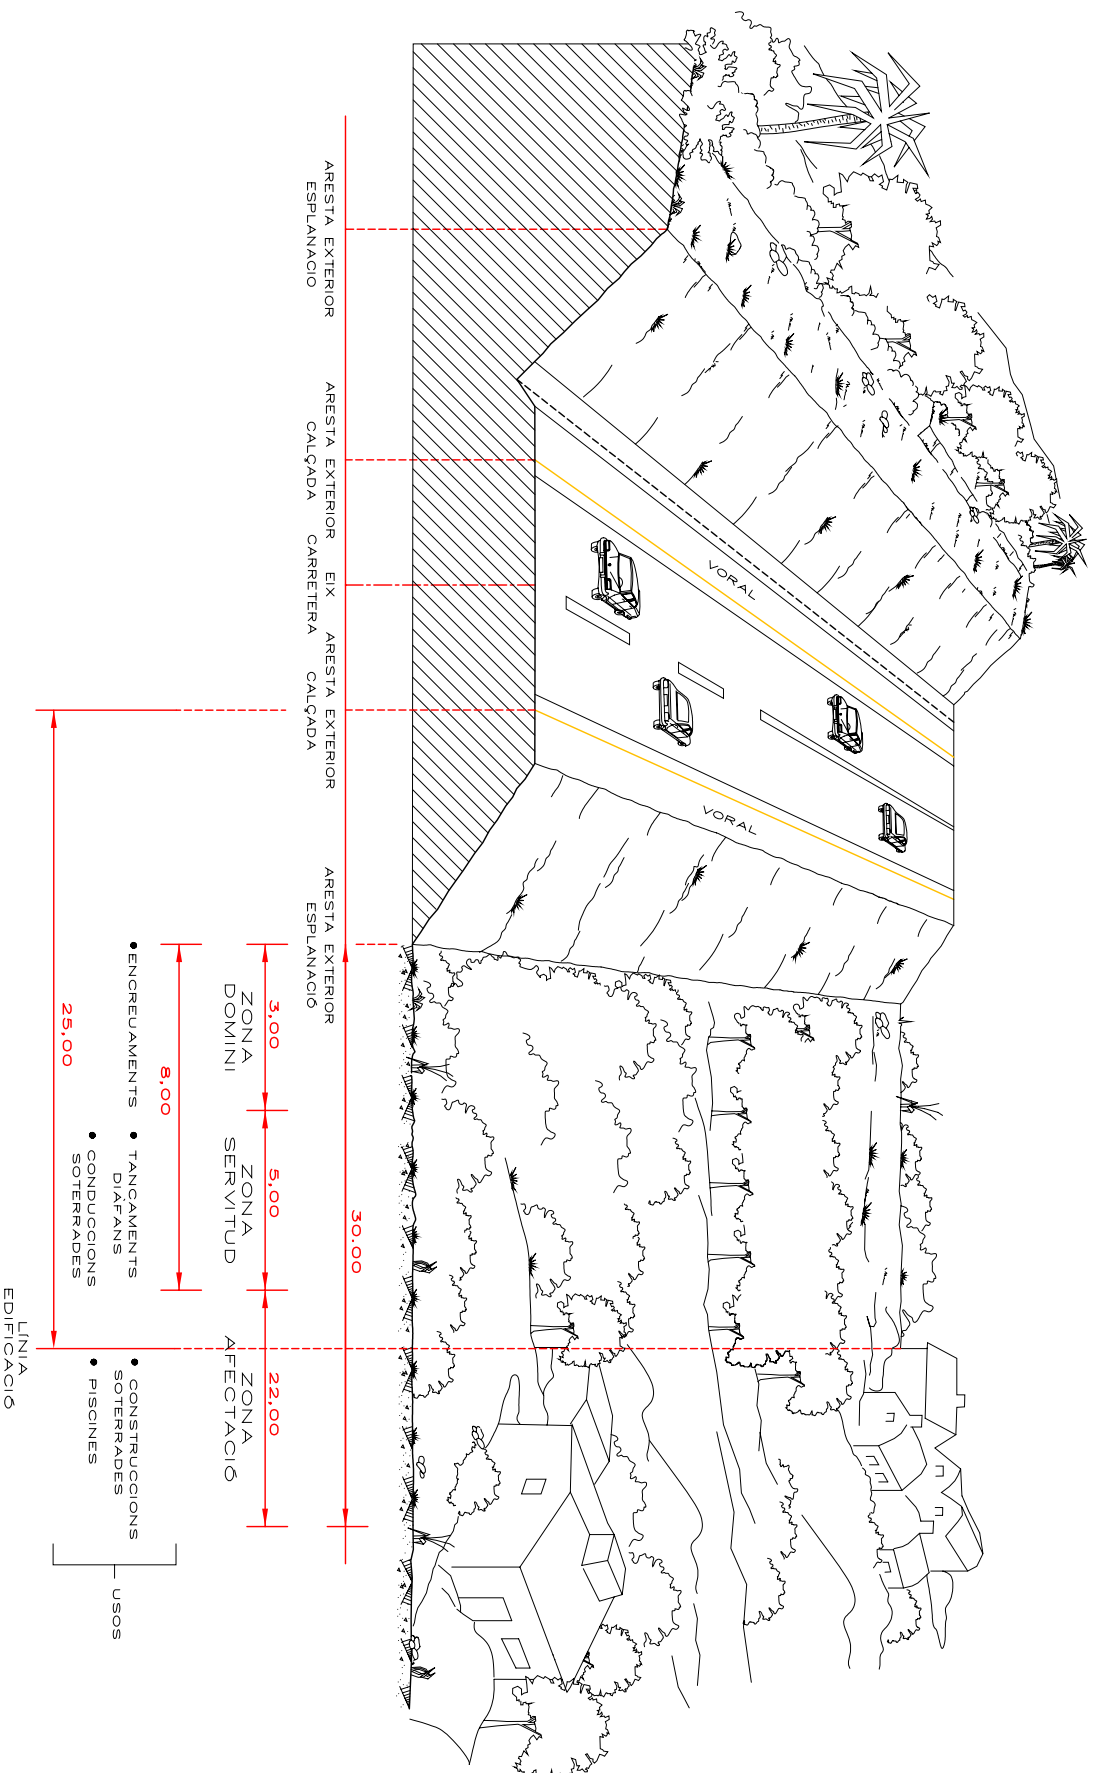 VORAL
VORAL
30.00
ARESTA EXTERIOR
ESPLANACIO
ARESTA EXTERIOR
CALÇADA
EIX
CARRETERA
ARESTA EXTERIOR
CALÇADA
ARESTA EXTERIOR
ESPLANACIÓ
3,00
5,00
22,00
ZONA
DOMINI
ZONA
SERVITUD
ZONA
AFECTACIÓ
8,00
• ENCREUAMENTS
• TANCAMENTS
DIÀFANS
• CONDUCCIONS
SOTERRADES
• CONSTRUCCIONS
SOTERRADES
• PISCINES
USOS
25,00
LÍNIA
EDIFICACIÓ